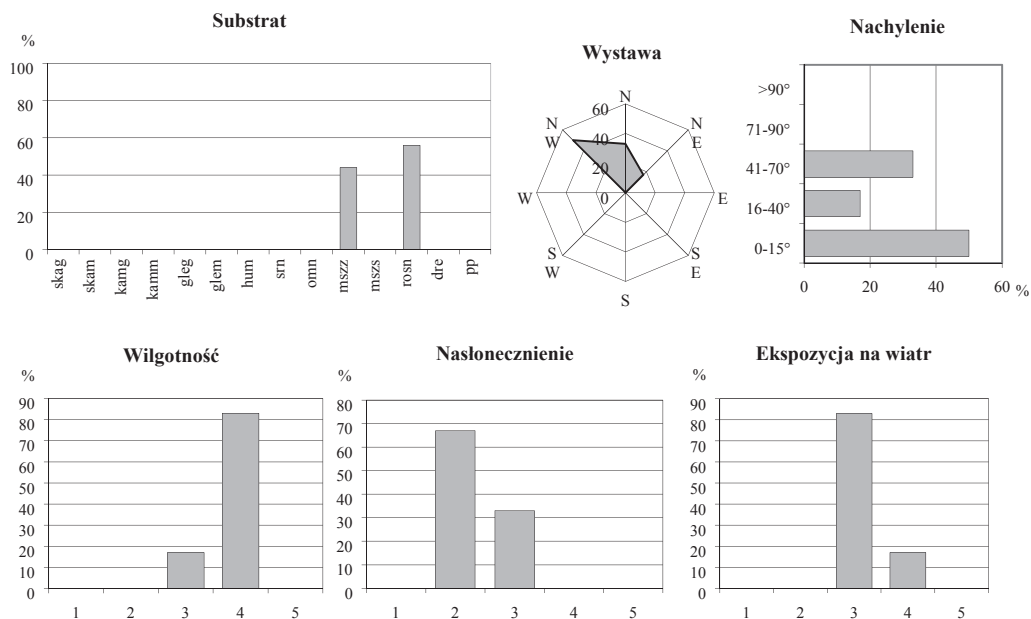 Substrat
%
100
80
60
40
20
0
skag
skam
kamg
kamm
gleg
glem
hum
srn
omn
mszz
mszs
rosn
dre
pp
Wystawa
N
N E
E
S E
S
S W
W
N W
60
40
20
0
Nachylenie
>90°
71-90°
41-70°
16-40°
0-15°
0 20 40 60 %
Wilgotność
%
90
80
70
60
50
40
30
20
10
0
1 2 3 4 5
Nasłonecznienie
%
80
70
60
50
40
30
20
10
0
1 2 3 4 5
Ekspozycja na wiatr
%
90
80
70
60
50
40
30
20
10
0
1 2 3 4 5